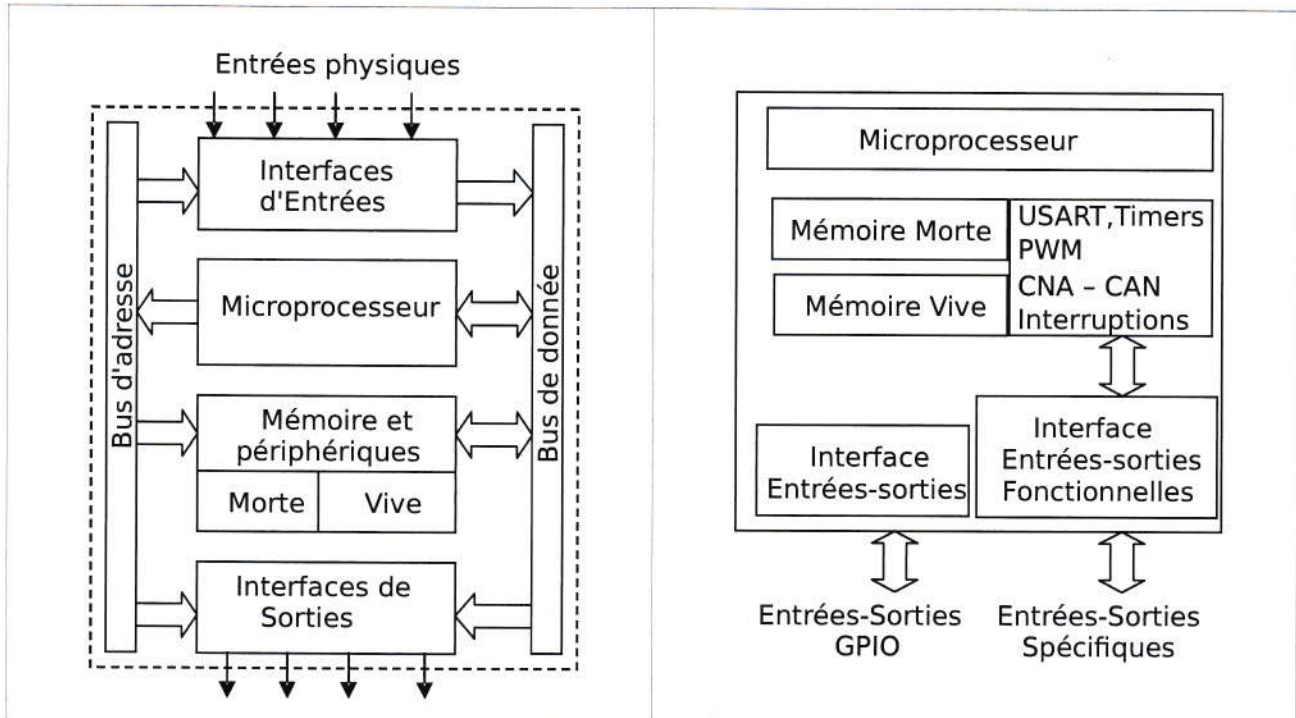 Entrées physiques
Bus d'adresse
Interfaces
d'Entrées
Microprocesseur
Mémoire et
périphériques
Morte
Vive
Interfaces de
Sorties
Bus de donnée
Microprocesseur
Mémoire Morte
Mémoire Vive
USART,Timers
PWM
CNA – CAN
Interruptions
Interface
Entrées-sorties
Interface
Entrées-sorties
Fonctionnelles
Entrées-Sorties
GPIO
Entrées-Sorties
Spécifiques